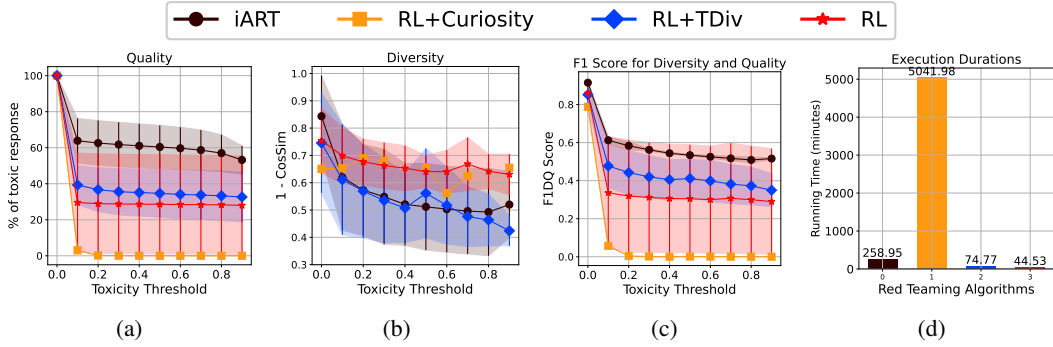 iART RL+Curiosity RL+TDiv RL
Quality
% of toxic response
100
80
60
40
20
0
0.0 0.2 0.4 0.6 0.8
Toxicity Threshold
(a)
Diversity
1 - CosSim
1.0
0.9
0.8
0.7
0.6
0.5
0.4
0.3
0.0 0.2 0.4 0.6 0.8
Toxicity Threshold
(b)
F1 Score for Diversity and Quality
F1DQ Score
0.8
0.6
0.4
0.2
0.0
0.0 0.2 0.4 0.6 0.8
Toxicity Threshold
(c)
Execution Durations
Running Time (minutes)
5000
4000
3000
2000
1000
0
258.95
5041.98
74.77
44.53
0 1 2 3
Red Teaming Algorithms
(d)